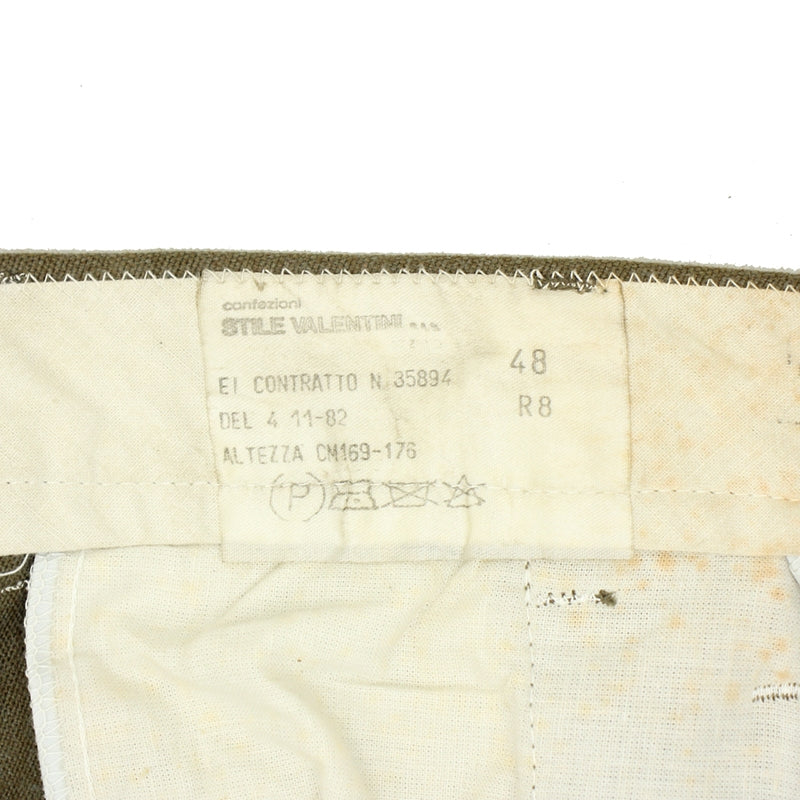 confezioni
STILE VALENTINI
48
EI CONTRATTO N. 35894
R8
DEL 4 11-82
ALTEZZA CM169-176
P